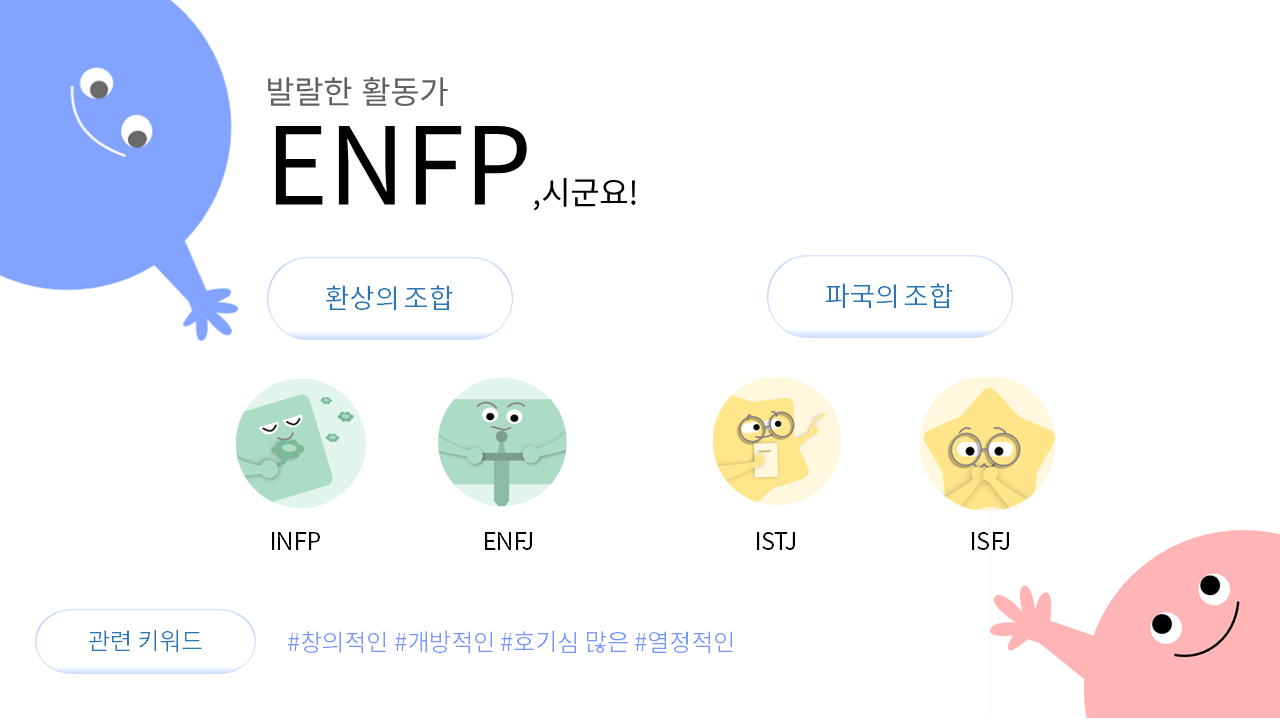 발랄한 활동가
ENFP ,시군요!
환상의 조합
파국의 조합
INFP
ENFJ
ISTJ
ISFJ
관련 키워드
#창의적인 #개방적인 #호기심 많은 #열정적인